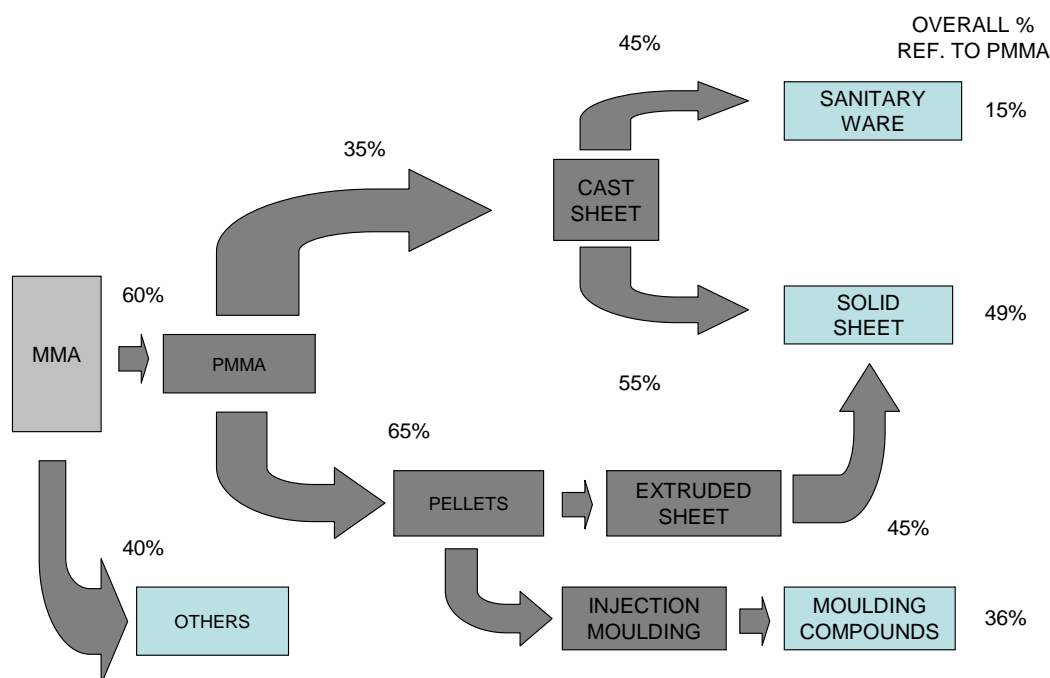 OVERALL %
REF. TO PMMA
45%
SANITARY
WARE
15%
35%
CAST
SHEET
60%
SOLID
SHEET
49%
MMA
PMMA
55%
65%
PELLETS
EXTRUDED
SHEET
45%
40%
OTHERS
INJECTION
MOULDING
MOULDING
COMPOUNDS
36%